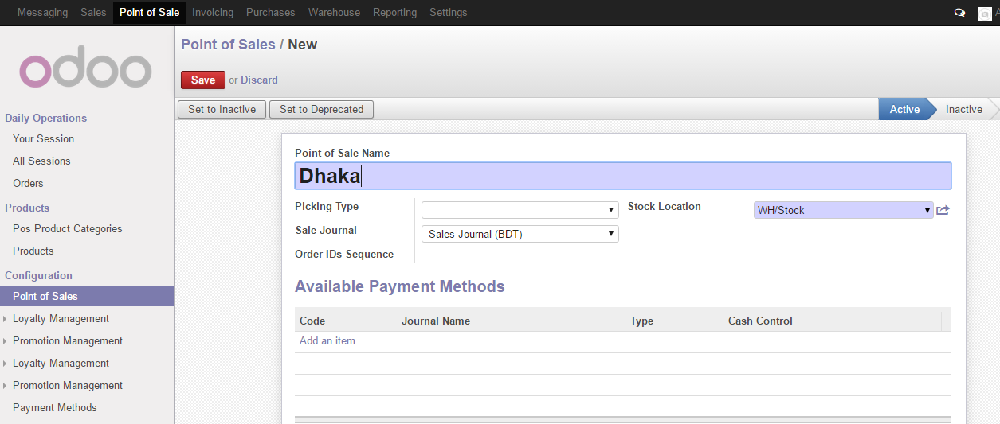 Messaging Sales Point of Sale Invoicing Purchases Warehouse Reporting Settings
odoo
Daily Operations
Your Session
All Sessions
Orders
Products
Pos Product Categories
Products
Configuration
Point of Sales
Loyalty Management
Promotion Management
Loyalty Management
Promotion Management
Payment Methods
Point of Sales / New
Save or Discard
Set to Inactive Set to Deprecated Active Inactive
Point of Sale Name
Dhaka
Picking Type Stock Location WH/Stock
Sale Journal Sales Journal (BDT)
Order IDs Sequence
Available Payment Methods
Code Journal Name Type Cash Control
Add an item